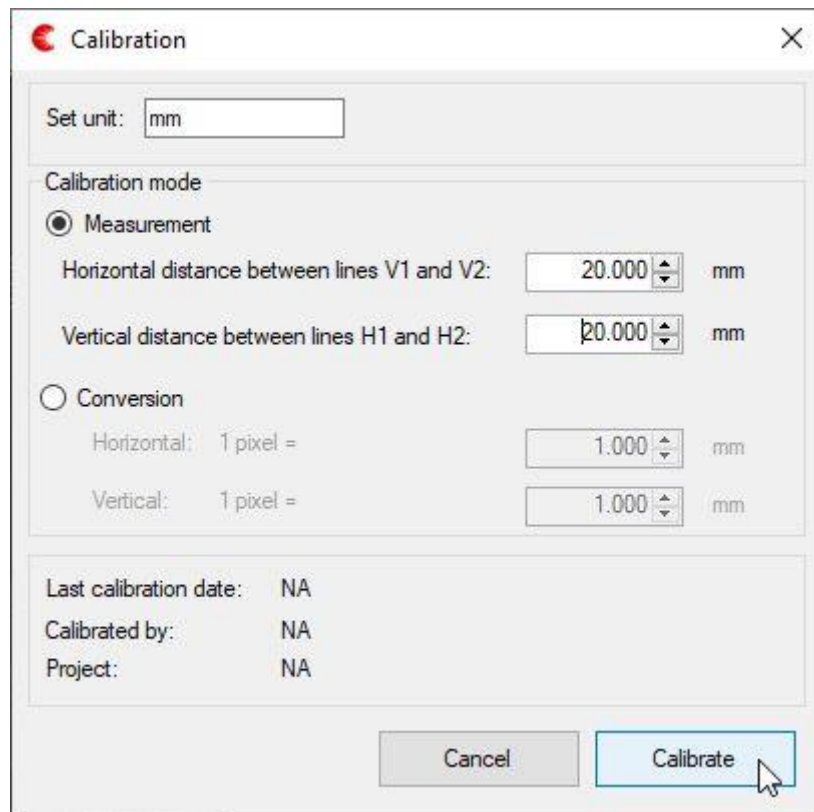 Calibration
Set unit: mm
Calibration mode
Measurement
Horizontal distance between lines V1 and V2: 20.000 mm
Vertical distance between lines H1 and H2: 20.000 mm
Conversion
Horizontal: 1 pixel = 1.000 mm
Vertical: 1 pixel = 1.000 mm
Last calibration date: NA
Calibrated by: NA
Project: NA
Cancel Calibrate